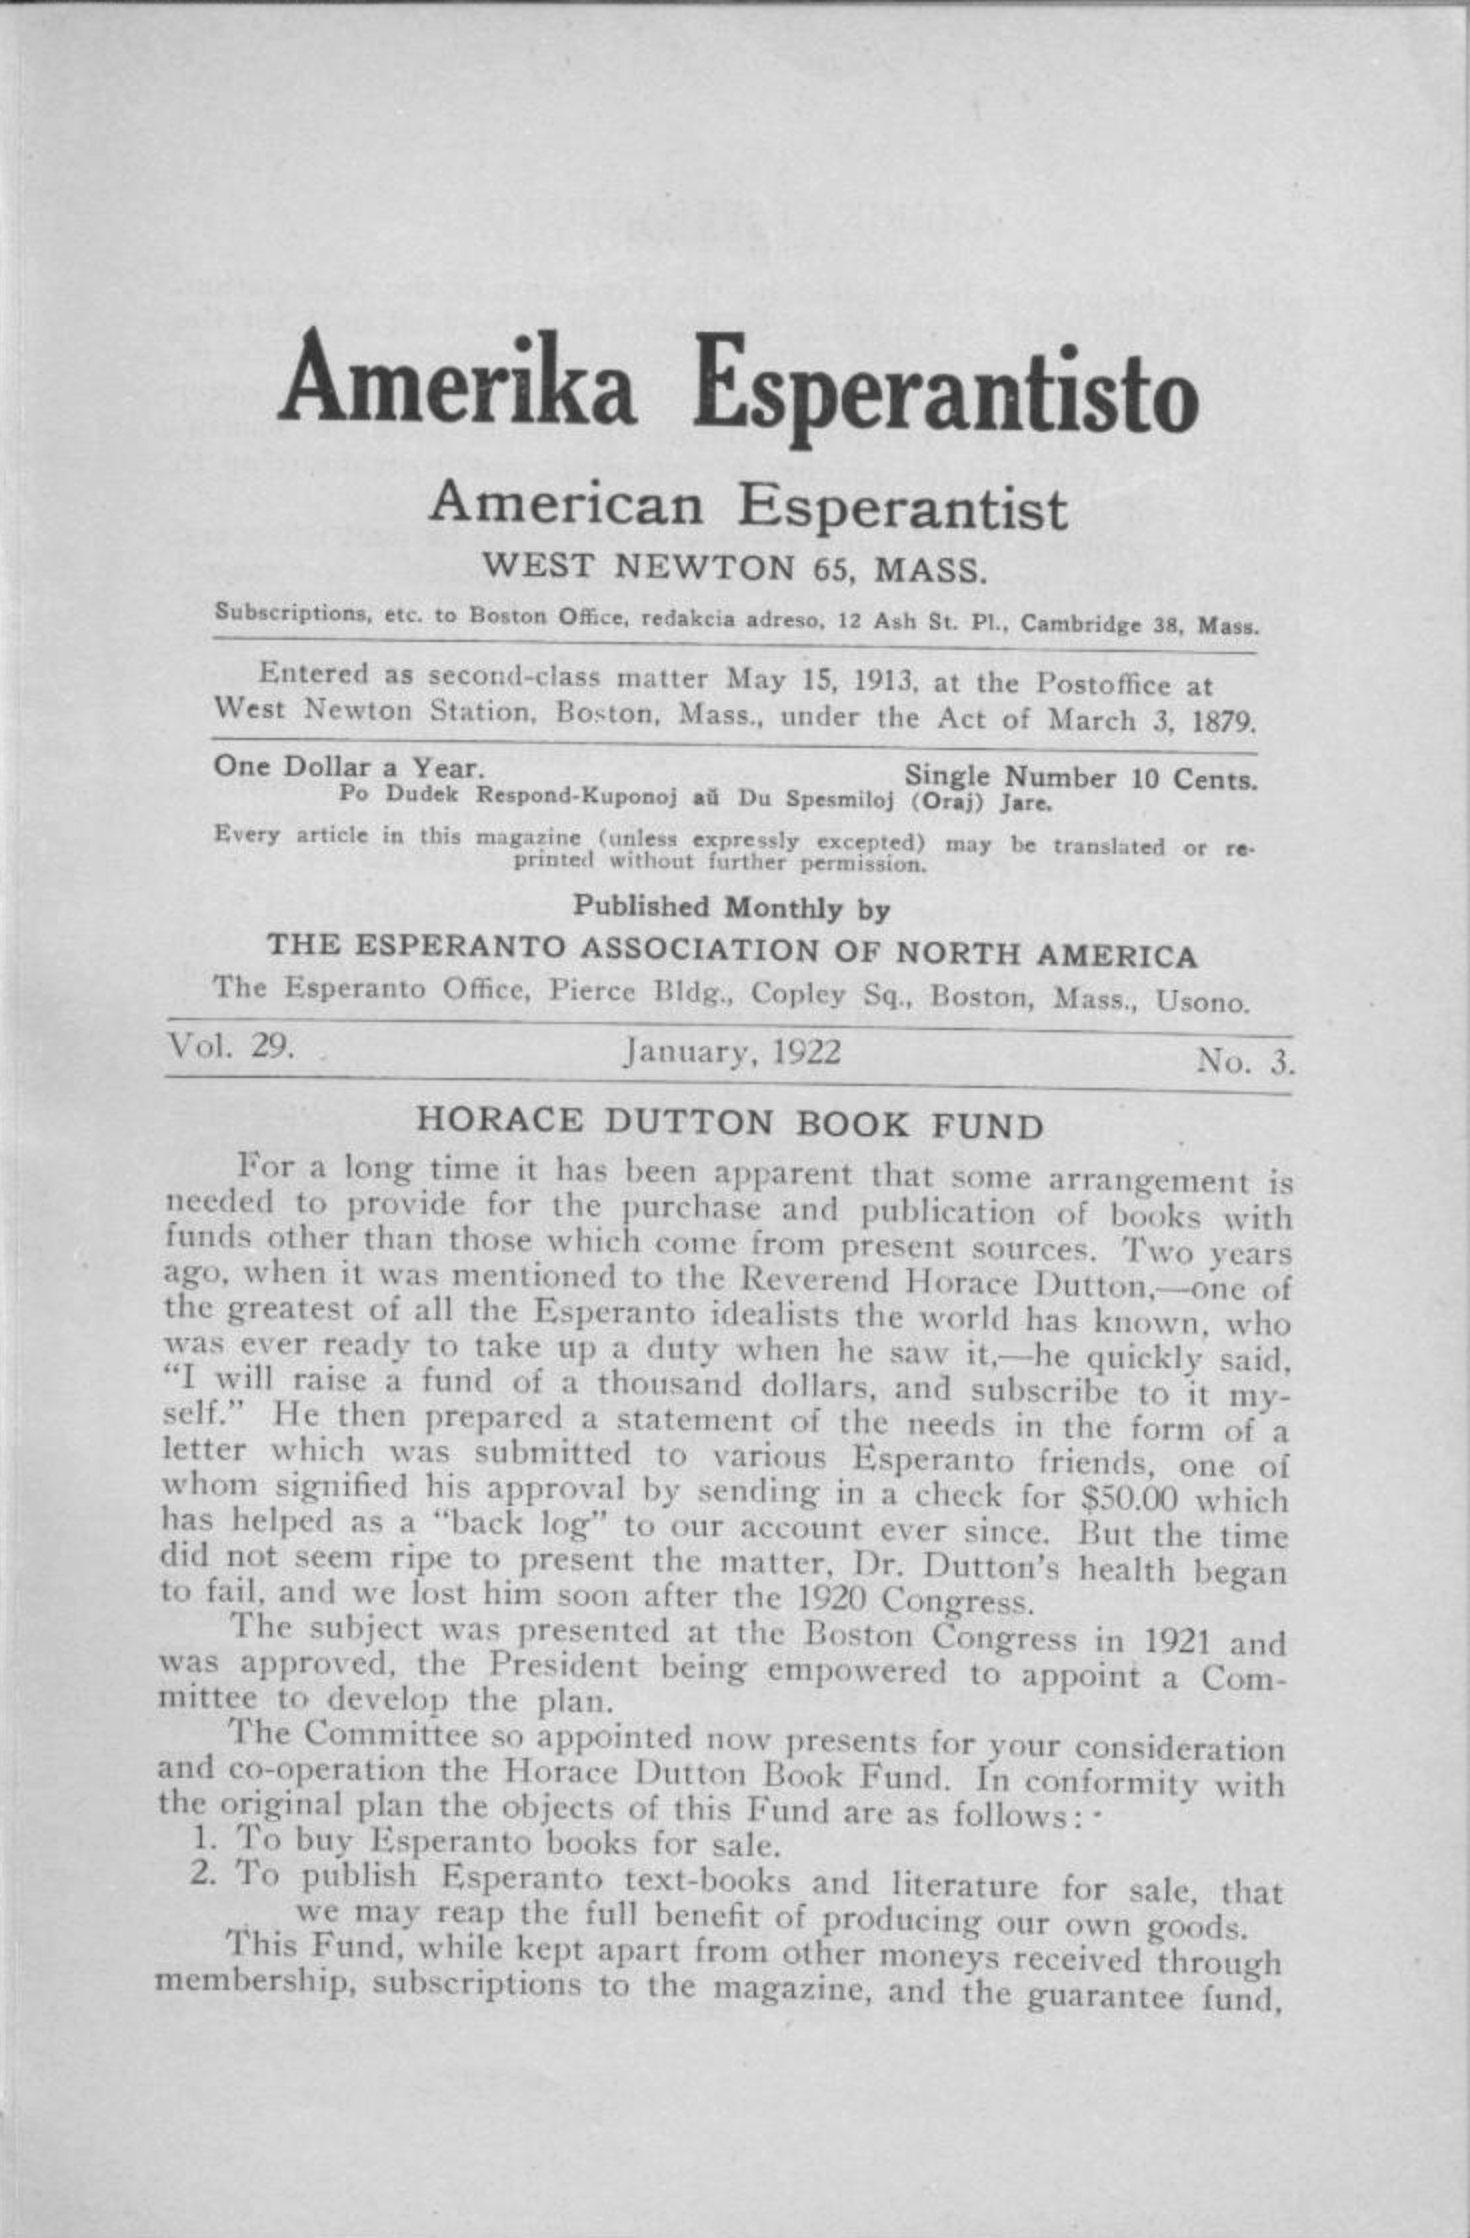 Amerika Esperantisto
American Esperantist
WEST NEWTON 65, MASS.
Subscriptions, etc. to Boston Office, redakcia adreso, 12 Ash St. Pl., Cambridge 38, Mass.
Entered as second-class matter May 15, 1913, at the Postoffice at
West Newton Station, Boston, Mass., under the Act of March 3, 1879.
One Dollar a Year. Single Number 10 Cents.
Po Dudek Respond-Kuponoj aŭ Du Spesmiloj (Oraj) Jare.
Every article in this magazine (unless expressly excepted) may be translated or re-
printed without further permission.
Published Monthly by
THE ESPERANTO ASSOCIATION OF NORTH AMERICA
The Esperanto Office, Pierce Bldg., Copley Sq., Boston, Mass., Usono.
Vol. 29. January, 1922 No. 3.
HORACE DUTTON BOOK FUND
For a long time it has been apparent that some arrangement is
needed to provide for the purchase and publication of books with
funds other than those which come from present sources. Two years
ago, when it was mentioned to the Reverend Horace Dutton,—one of
the greatest of all the Esperanto idealists the world has known, who
was ever ready to take up a duty when he saw it,—he quickly said,
"I will raise a fund of a thousand dollars, and subscribe to it my-
self." He then prepared a statement of the needs in the form of a
letter which was submitted to various Esperanto friends, one of
whom signified his approval by sending in a check for $50.00 which
has helped as a "back log" to our account ever since. But the time
did not seem ripe to present the matter, Dr. Dutton's health began
to fail, and we lost him soon after the 1920 Congress.
The subject was presented at the Boston Congress in 1921 and
was approved, the President being empowered to appoint a Com-
mittee to develop the plan.
The Committee so appointed now presents for your consideration
and co-operation the Horace Dutton Book Fund. In conformity with
the original plan the objects of this Fund are as follows: -
1. To buy Esperanto books for sale.
2. To publish Esperanto text-books and literature for sale, that
we may reap the full benefit of producing our own goods.
This Fund, while kept apart from other moneys received through
membership, subscriptions to the magazine, and the guarantee fund,